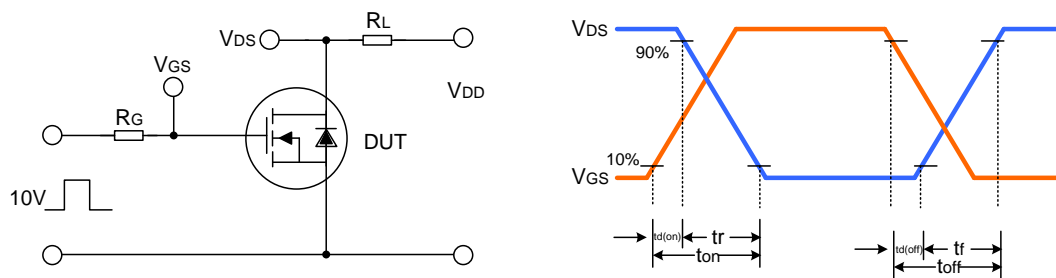 VDS
RL
VGS
VDD
RG
DUT
10V
VDS
90%
10%
VGS
td(on)
tr
ton
td(off)
tf
toff